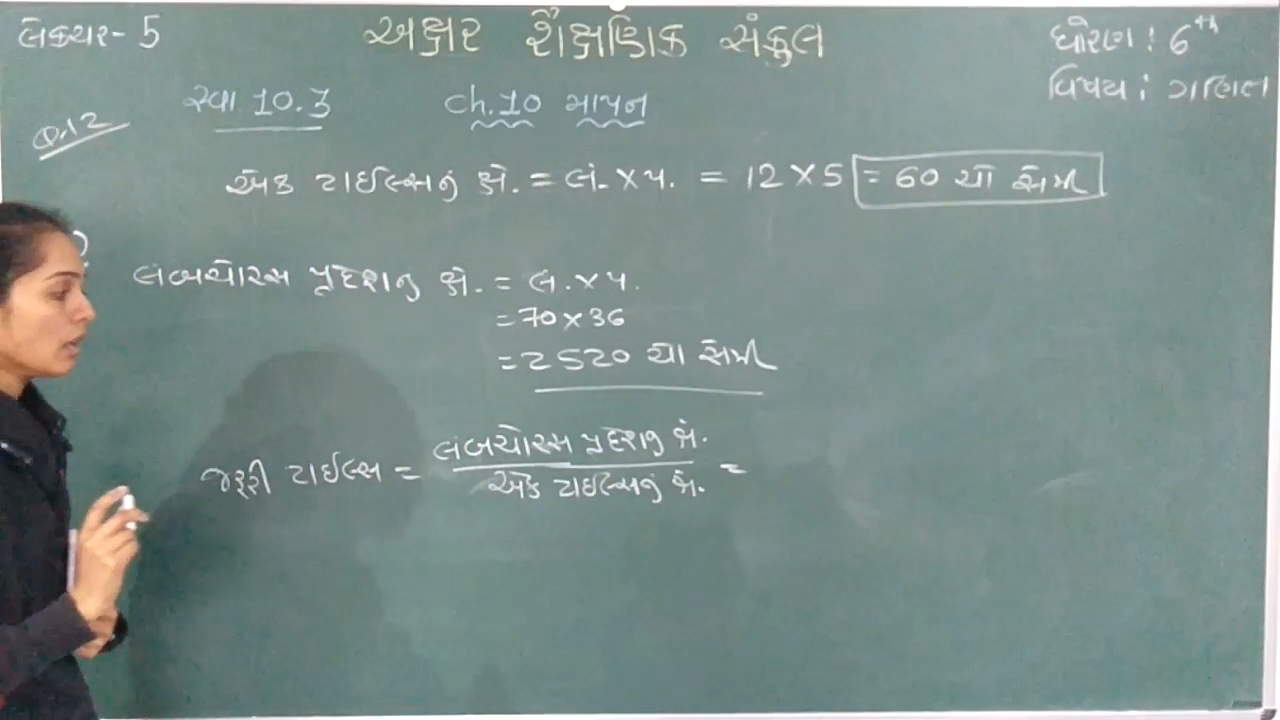 લેક્ચર - 5
અક્ષર શૈક્ષણિક સંકુલ
ધોરણ : 6th
વિષય : ગણિત
સ્વા 10.3
ch.10 માપન
Q.12
એક ટાઈલ્સનું ક્ષે. = લં. × પ. = 12 × 5 = 60 ચો સેમી
લંબચોરસ પ્રદેશનું ક્ષે. = લ. × પ.
= 70 × 36
= 2520 ચો સેમી
જરૂરી ટાઈલ્સ = લંબચોરસ પ્રદેશનું ક્ષે. =
એક ટાઈલ્સનું ક્ષે.